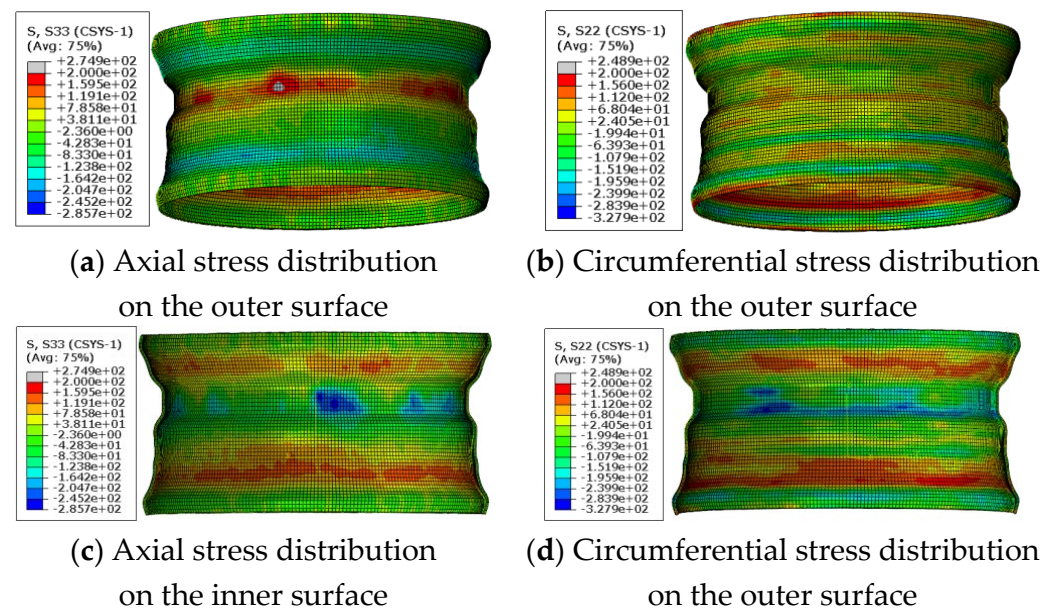 S, S33 (CSYS-1)
(Avg: 75%)
+2.749e+02
+2.000e+02
+1.595e+02
+1.191e+02
+7.858e+01
+3.811e+01
-2.360e+00
-4.283e+01
-8.330e+01
-1.238e+02
-1.642e+02
-2.047e+02
-2.452e+02
-2.857e+02
S, S22 (CSYS-1)
(Avg: 75%)
+2.489e+02
+2.000e+02
+1.560e+02
+1.120e+02
+6.804e+01
+2.405e+01
-1.994e+01
-6.393e+01
-1.079e+02
-1.519e+02
-1.959e+02
-2.399e+02
-2.839e+02
-3.279e+02
(a) Axial stress distribution
on the outer surface
(b) Circumferential stress distribution
on the outer surface
S, S33 (CSYS-1)
(Avg: 75%)
+2.749e+02
+2.000e+02
+1.595e+02
+1.191e+02
+7.858e+01
+3.811e+01
-2.360e+00
-4.283e+01
-8.330e+01
-1.238e+02
-1.642e+02
-2.047e+02
-2.452e+02
-2.857e+02
S, S22 (CSYS-1)
(Avg: 75%)
+2.489e+02
+2.000e+02
+1.560e+02
+1.120e+02
+6.804e+01
+2.405e+01
-1.994e+01
-6.393e+01
-1.079e+02
-1.519e+02
-1.959e+02
-2.399e+02
-2.839e+02
-3.279e+02
(c) Axial stress distribution
on the inner surface
(d) Circumferential stress distribution
on the outer surface